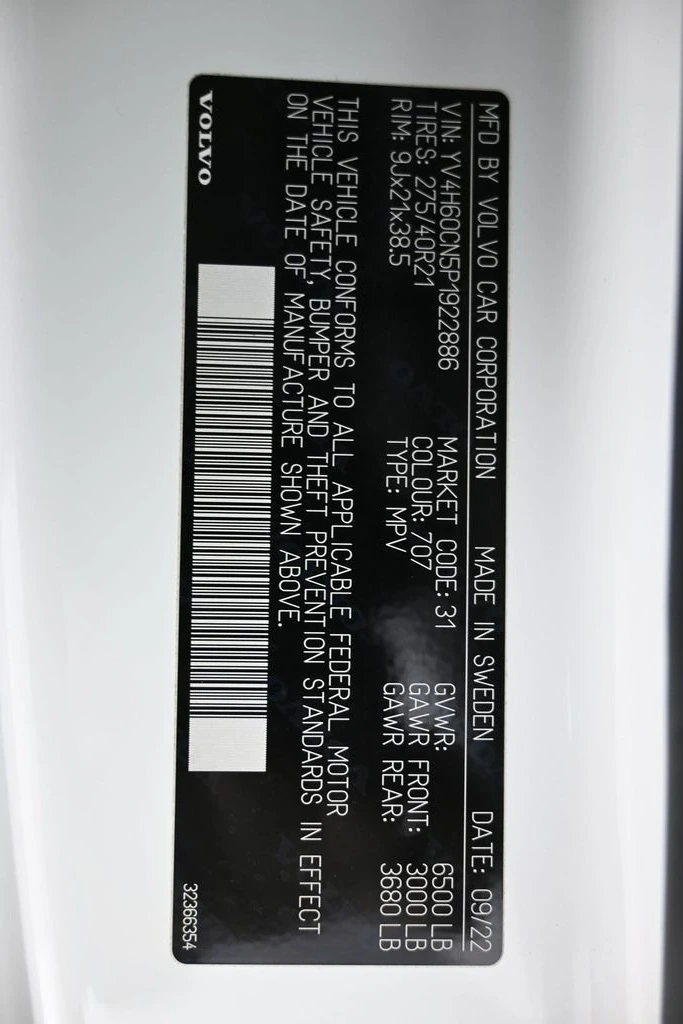 MFD BY VOLVO CAR CORPORATION MADE IN SWEDEN DATE: 09/22
VIN: YV4H60CN5P1922886 MARKET CODE: 31 GVWR: 6500 LB
TIRES: 275/40R21 COLOUR: 707 GAWR FRONT: 3000 LB
RIM: 9Jx21x38.5 TYPE: MPV GAWR REAR: 3680 LB
THIS VEHICLE CONFORMS TO ALL APPLICABLE FEDERAL MOTOR
VEHICLE SAFETY, BUMPER AND THEFT PREVENTION STANDARDS IN EFFECT
ON THE DATE OF MANUFACTURE SHOWN ABOVE.
VOLVO 32366354